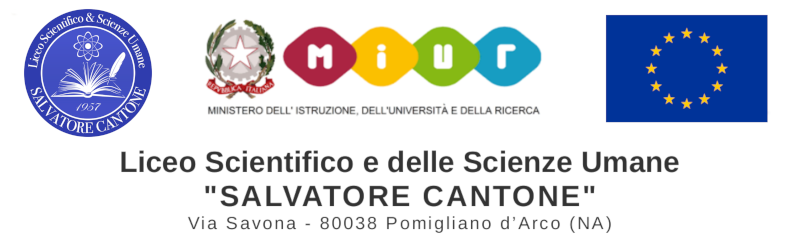 Liceo Scientifico & Scienze Umane
1957
SALVATORE CANTONE
REPVBBLICA ITALIANA
miur
MINISTERO DELL' ISTRUZIONE, DELL'UNIVERSITÀ E DELLA RICERCA
Liceo Scientifico e delle Scienze Umane
"SALVATORE CANTONE"
Via Savona - 80038 Pomigliano d’Arco (NA)